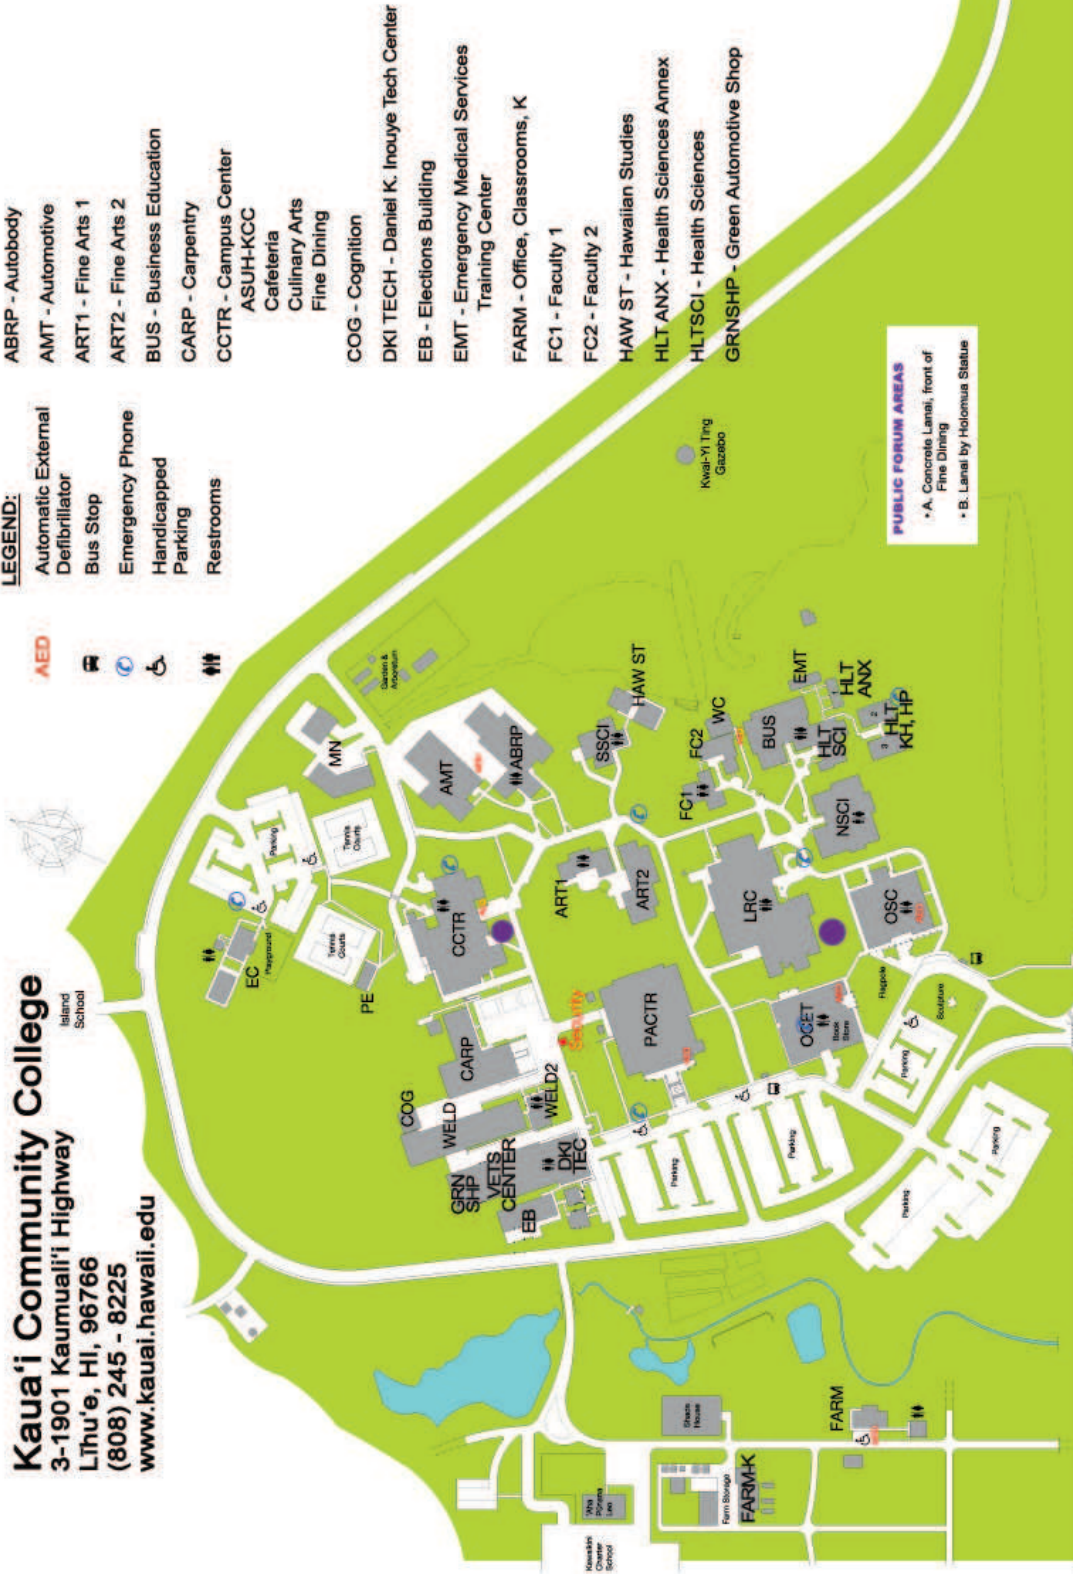 Kaua'i Community College
3-1901 Kaumuali'i Highway
Līhu'e, HI, 96766
(808) 245 - 8225
www.kauai.hawaii.edu
LEGEND:
AED
Automatic External
Defibrillator
Bus Stop
Emergency Phone
Handicapped
Parking
Restrooms
ABRP - Autobody
AMT - Automotive
ART1 - Fine Arts 1
ART2 - Fine Arts 2
BUS - Business Education
CARP - Carpentry
CCTR - Campus Center
ASUH-KCC
Cafeteria
Culinary Arts
Fine Dining
COG - Cognition
DKI TECH - Daniel K. Inouye Tech Center
EB - Elections Building
EMT - Emergency Medical Services
Training Center
FARM - Office, Classrooms, K
FC1 - Faculty 1
FC2 - Faculty 2
HAW ST - Hawaiian Studies
HLT ANX - Health Sciences Annex
HLTSCI - Health Sciences
GRNSHP - Green Automotive Shop
Island
School
MN
Garden &
Arboretum
Parking
Tennis
Courts
EC
Playground
Tennis
Courts
PE
AMT
ABRP
CCTR
SSCI
HAW ST
ART1
ART2
COG
CARP
WELD
WELD2
Security
GRN
SHP
VETS
CENTER
DKI
TEC
EB
PACTR
FC1
FC2
WC
BUS
EMT
HLT
ANX
1
2
3
HLT
KH, HP
HLT
SCI
NSCI
LRC
OSC
OCET
Book
Store
Flagpole
Sculpture
Parking
Parking
Parking
Parking
Parking
Kwai-Yi Ting
Gazebo
PUBLIC FORUM AREAS
• A. Concrete Lanai, front of
Fine Dining
• B. Lanai by Holomua Statue
Shade
House
FARM
Farm Storage
FARM-K
'Aha
Pūnana
Leo
Kawaikini
Charter
School